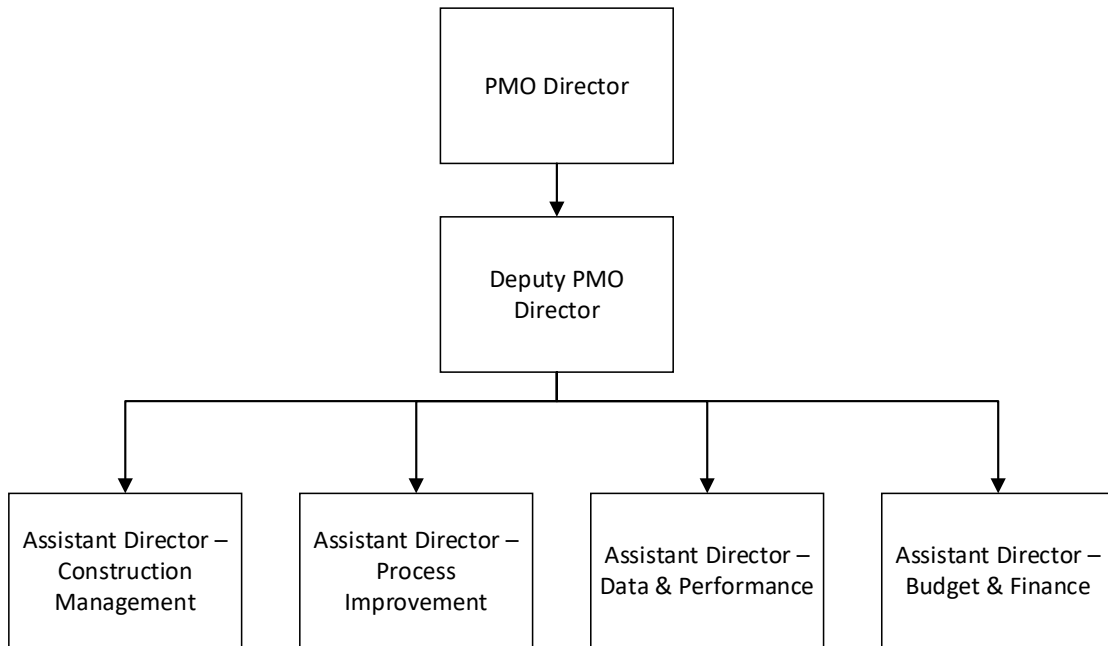 PMO Director
Deputy PMO
Director
Assistant Director –
Construction
Management
Assistant Director –
Process
Improvement
Assistant Director –
Data & Performance
Assistant Director –
Budget & Finance